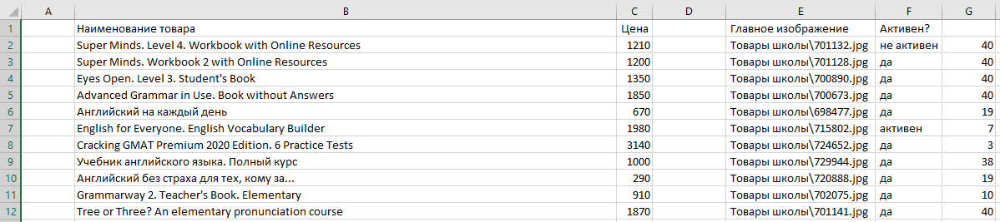 A B C D E F G
1 Наименование товара Цена Главное изображение Активен?
2 Super Minds. Level 4. Workbook with Online Resources 1210 Товары школы\701132.jpg не активен 40
3 Super Minds. Workbook 2 with Online Resources 1200 Товары школы\701128.jpg да 40
4 Eyes Open. Level 3. Student's Book 1350 Товары школы\700890.jpg да 40
5 Advanced Grammar in Use. Book without Answers 1850 Товары школы\700673.jpg да 40
6 Английский на каждый день 670 Товары школы\698477.jpg да 19
7 English for Everyone. English Vocabulary Builder 1980 Товары школы\715802.jpg активен 7
8 Cracking GMAT Premium 2020 Edition. 6 Practice Tests 3140 Товары школы\724652.jpg да 3
9 Учебник английского языка. Полный курс 1000 Товары школы\729944.jpg да 38
10 Английский без страха для тех, кому за... 290 Товары школы\720888.jpg да 19
11 Grammarway 2. Teacher's Book. Elementary 910 Товары школы\702075.jpg да 10
12 Tree or Three? An elementary pronunciation course 1870 Товары школы\701141.jpg да 40